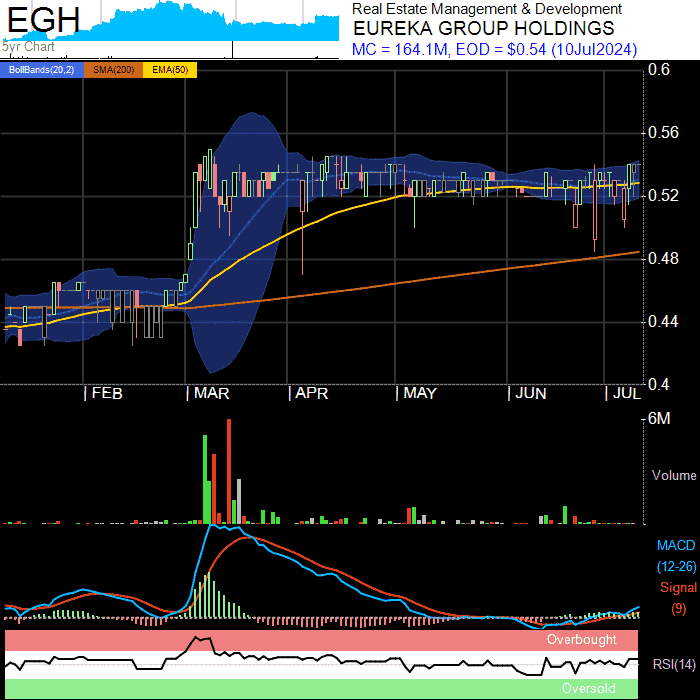 EGH
5yr Chart
Real Estate Management & Development
EUREKA GROUP HOLDINGS
MC = 164.1M, EOD = $0.54 (10Jul2024)
BollBands(20,2) SMA(200) EMA(50)
0.6
0.56
0.52
0.48
0.44
0.4
FEB MAR APR MAY JUN JUL
6M
Volume
MACD
(12-26)
Signal
(9)
Overbought
RSI(14)
Oversold